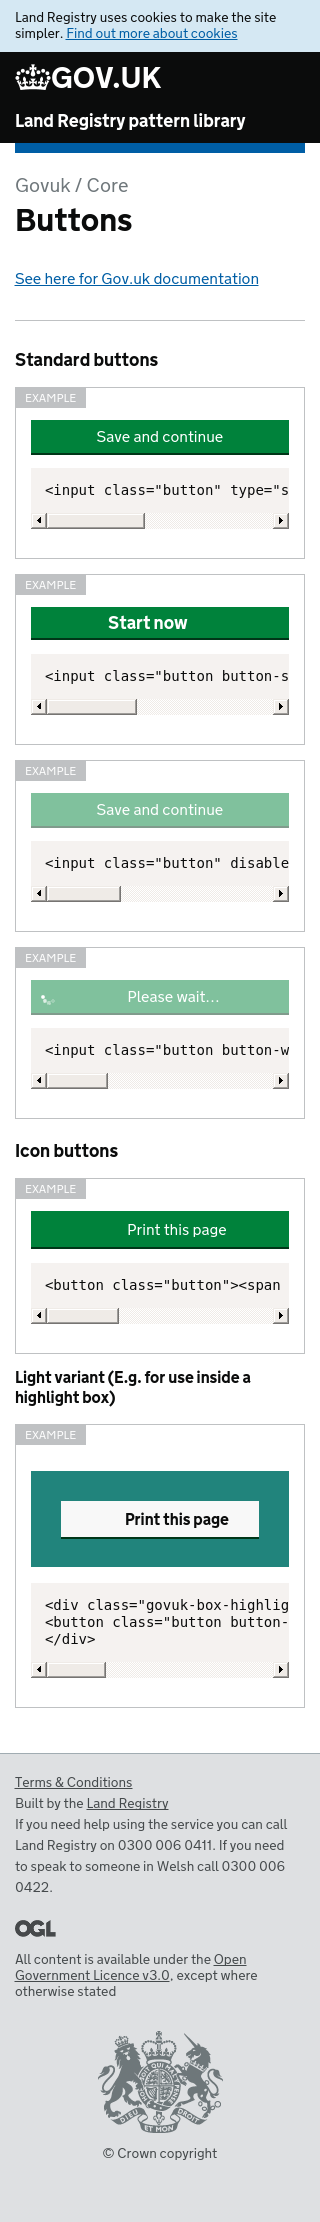 Land Registry uses cookies to make the site
simpler. Find out more about cookies
GOV.UK
Land Registry pattern library
Govuk / Core
Buttons
See here for Gov.uk documentation
Standard buttons
EXAMPLE
Save and continue
<input class="button" type="s
EXAMPLE
Start now
<input class="button button-s
EXAMPLE
Save and continue
<input class="button" disable
EXAMPLE
Please wait...
<input class="button button-w
Icon buttons
EXAMPLE
Print this page
<button class="button"><span
Light variant (E.g. for use inside a
highlight box)
EXAMPLE
Print this page
<div class="govuk-box-highlig
<button class="button button-
</div>
Terms & Conditions
Built by the Land Registry
If you need help using the service you can call
Land Registry on 0300 006 0411. If you need
to speak to someone in Welsh call 0300 006
0422.
OGL
All content is available under the Open
Government Licence v3.0, except where
otherwise stated
DIEU ET MON DROIT
© Crown copyright